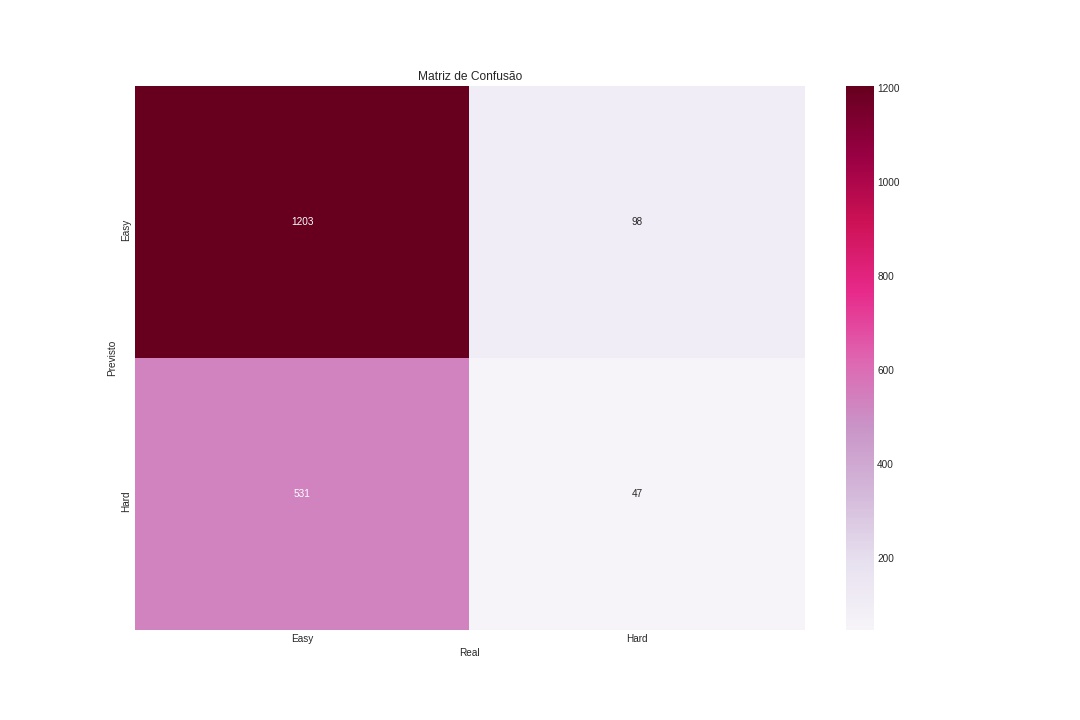 Matriz de Confusão
Previsto
Easy
1203
98
Hard
531
47
Easy
Hard
Real
1200
1000
800
600
400
200